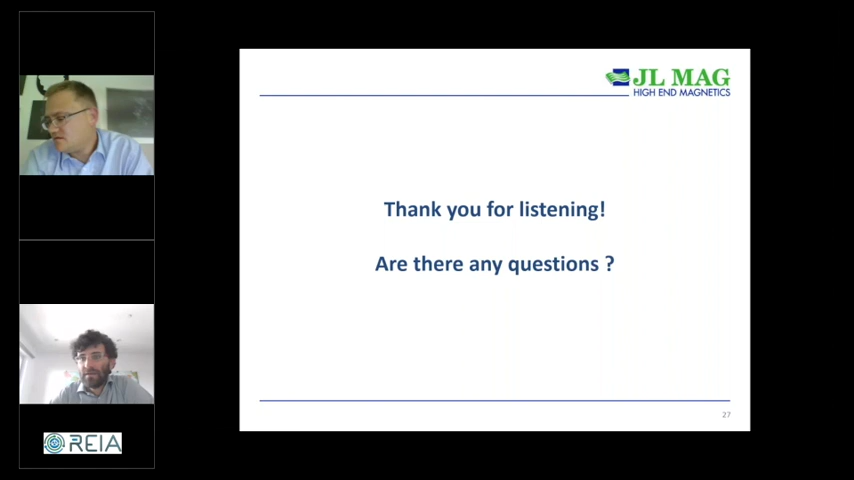 JL MAG
HIGH END MAGNETICS
Thank you for listening!
Are there any questions ?
27
REIA